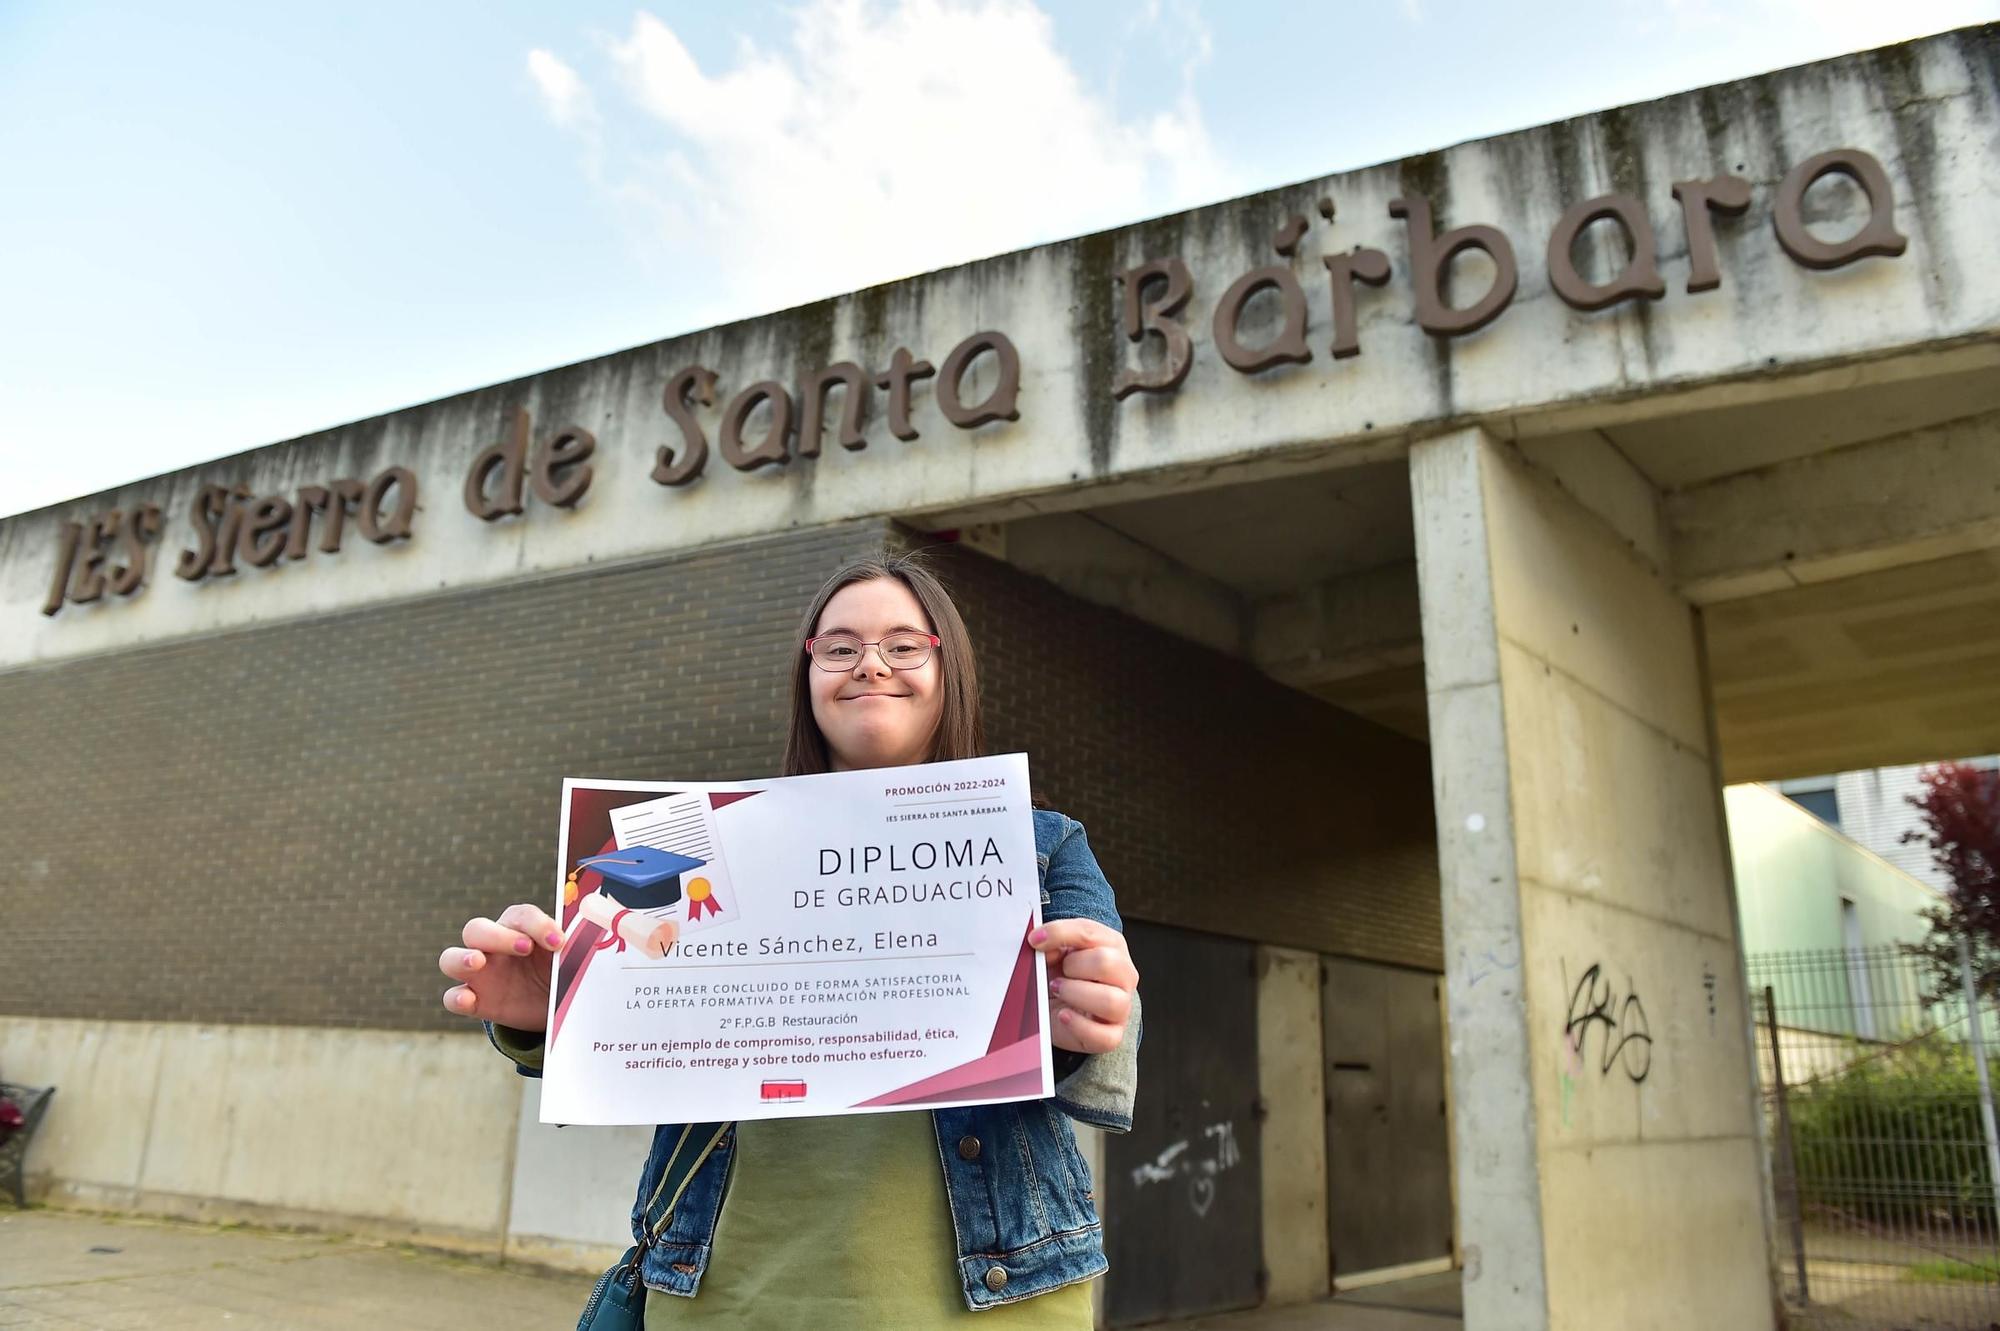 IES Sierra de Santa Bárbara
PROMOCIÓN 2022-2024
IES SIERRA DE SANTA BÁRBARA
DIPLOMA
DE GRADUACIÓN
Vicente Sánchez, Elena
POR HABER CONCLUIDO DE FORMA SATISFACTORIA
LA OFERTA FORMATIVA DE FORMACIÓN PROFESIONAL
2º F.P.G.B Restauración
Por ser un ejemplo de compromiso, responsabilidad, ética,
sacrificio, entrega y sobre todo mucho esfuerzo.